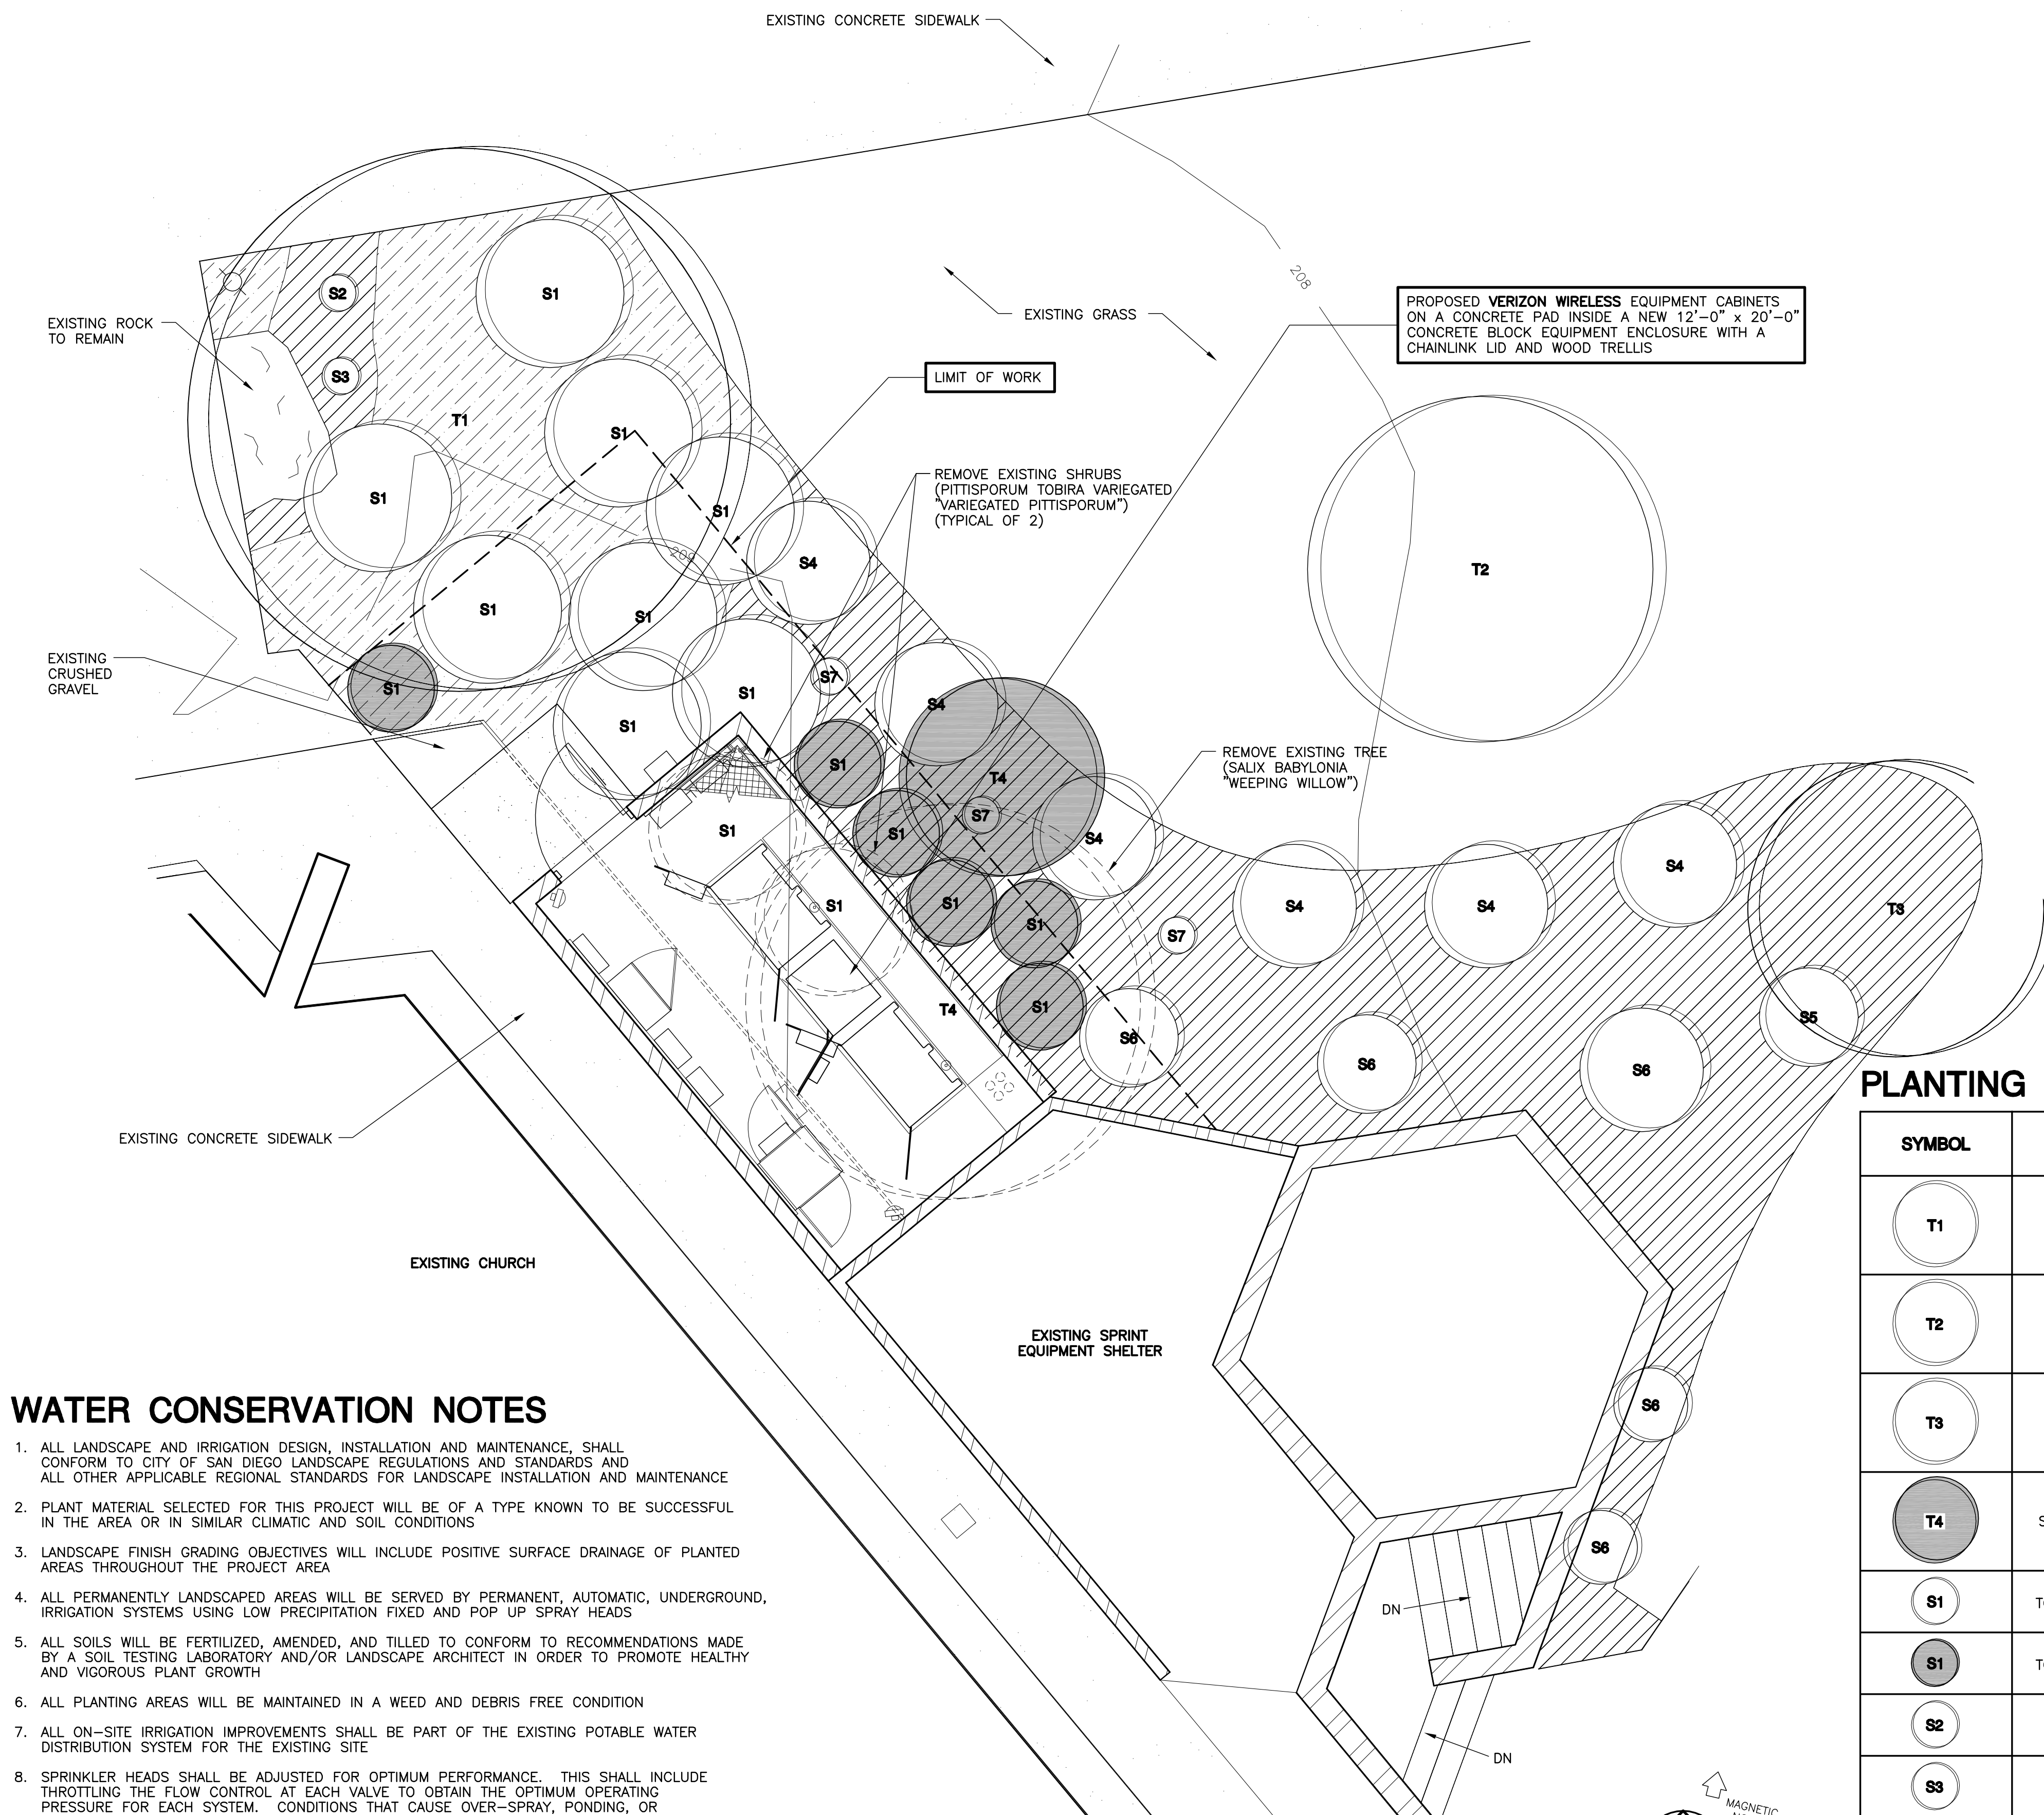 EXISTING CONCRETE SIDEWALK
208
PROPOSED VERIZON WIRELESS EQUIPMENT CABINETS
ON A CONCRETE PAD INSIDE A NEW 12'-0" x 20'-0"
CONCRETE BLOCK EQUIPMENT ENCLOSURE WITH A
CHAINLINK LID AND WOOD TRELLIS
S2
S1
EXISTING GRASS
EXISTING ROCK
TO REMAIN
S3
LIMIT OF WORK
T1
S1
S1
S1
REMOVE EXISTING SHRUBS
(PITTISPORUM TOBIRA VARIEGATED
"VARIEGATED PITTISPORUM")
(TYPICAL OF 2)
209
S4
T2
S1
S1
EXISTING
CRUSHED
GRAVEL
S1
S1
S7
S4
S1
S1
T4
REMOVE EXISTING TREE
(SALIX BABYLONIA
"WEEPING WILLOW")
S1
S1
S7
S4
S4
S4
S4
T3
S1
S1
S1
S7
T4
S1
S6
S6
S6
S5
EXISTING CONCRETE SIDEWALK
EXISTING CHURCH
EXISTING SPRINT
EQUIPMENT SHELTER
S6
S6
DN
DN
WATER CONSERVATION NOTES
1. ALL LANDSCAPE AND IRRIGATION DESIGN, INSTALLATION AND MAINTENANCE, SHALL
CONFORM TO CITY OF SAN DIEGO LANDSCAPE REGULATIONS AND STANDARDS AND
ALL OTHER APPLICABLE REGIONAL STANDARDS FOR LANDSCAPE INSTALLATION AND MAINTENANCE
2. PLANT MATERIAL SELECTED FOR THIS PROJECT WILL BE OF A TYPE KNOWN TO BE SUCCESSFUL
IN THE AREA OR IN SIMILAR CLIMATIC AND SOIL CONDITIONS
3. LANDSCAPE FINISH GRADING OBJECTIVES WILL INCLUDE POSITIVE SURFACE DRAINAGE OF PLANTED
AREAS THROUGHOUT THE PROJECT AREA
4. ALL PERMANENTLY LANDSCAPED AREAS WILL BE SERVED BY PERMANENT, AUTOMATIC, UNDERGROUND,
IRRIGATION SYSTEMS USING LOW PRECIPITATION FIXED AND POP UP SPRAY HEADS
5. ALL SOILS WILL BE FERTILIZED, AMENDED, AND TILLED TO CONFORM TO RECOMMENDATIONS MADE
BY A SOIL TESTING LABORATORY AND/OR LANDSCAPE ARCHITECT IN ORDER TO PROMOTE HEALTHY
AND VIGOROUS PLANT GROWTH
6. ALL PLANTING AREAS WILL BE MAINTAINED IN A WEED AND DEBRIS FREE CONDITION
7. ALL ON-SITE IRRIGATION IMPROVEMENTS SHALL BE PART OF THE EXISTING POTABLE WATER
DISTRIBUTION SYSTEM FOR THE EXISTING SITE
8. SPRINKLER HEADS SHALL BE ADJUSTED FOR OPTIMUM PERFORMANCE. THIS SHALL INCLUDE
THROTTLING THE FLOW CONTROL AT EACH VALVE TO OBTAIN THE OPTIMUM OPERATING
PRESSURE FOR EACH SYSTEM. CONDITIONS THAT CAUSE OVER-SPRAY, PONDING, OR
PLANTING
SYMBOL
T1
T2
T3
T4
S1
S1
S2
S3
MAGNETIC